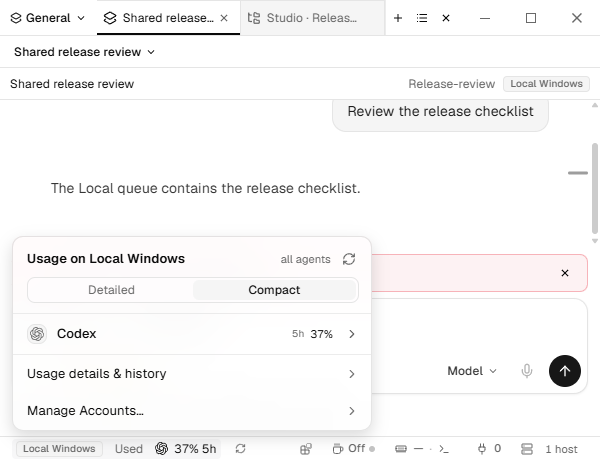 General
Shared release...
Studio · Releas...
Shared release review
Shared release review
Release-review
Local Windows
Review the release checklist
The Local queue contains the release checklist.
Usage on Local Windows
all agents
Detailed
Compact
Codex
5h 37%
Usage details & history
Manage Accounts...
Model
Local Windows
Used
37% 5h
Off
— ·
0
1 host